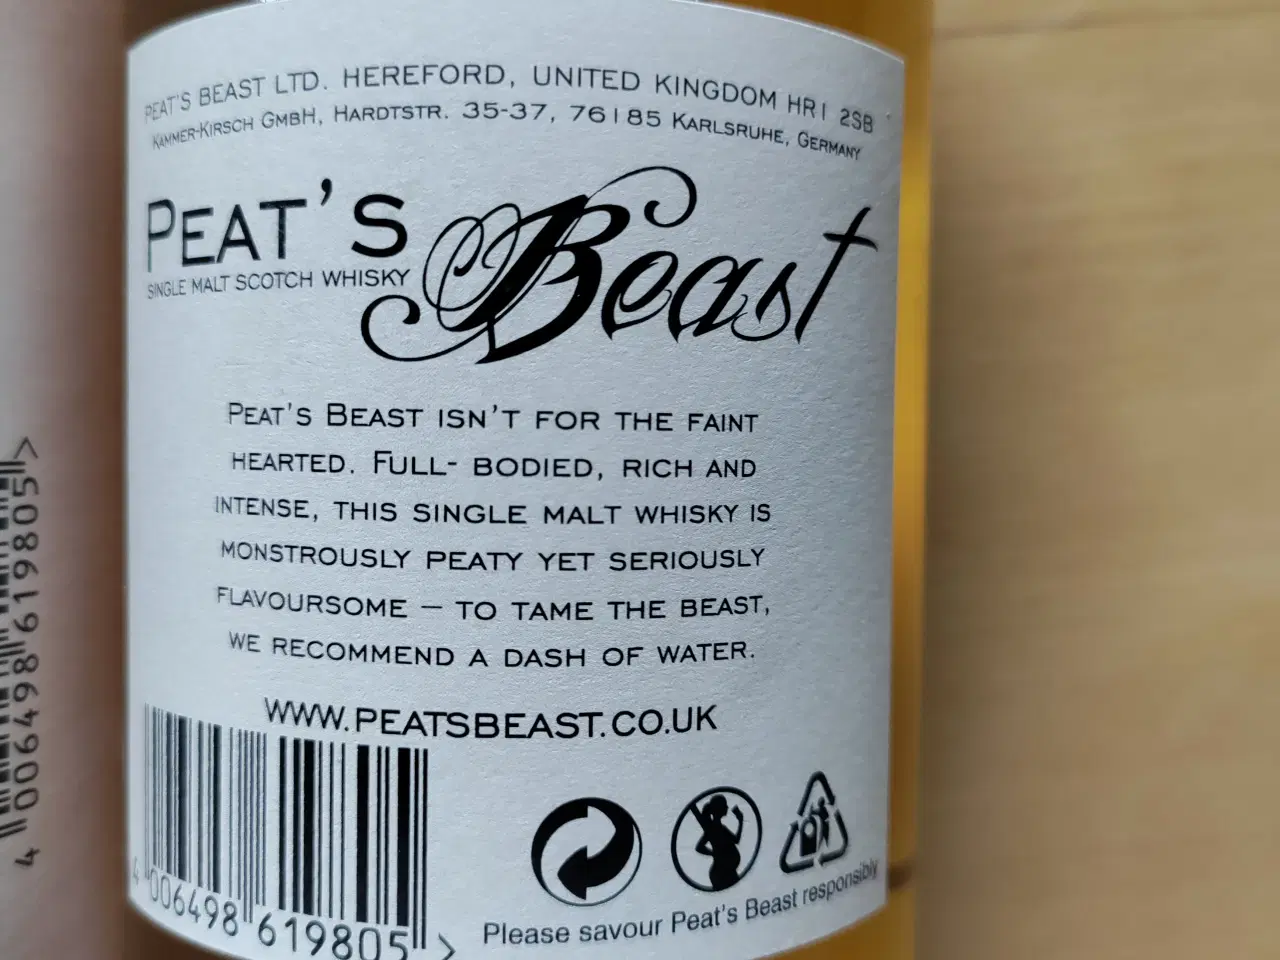 PEAT'S BEAST LTD. HEREFORD, UNITED KINGDOM HR1 2SB
KAMMER-KIRSCH GMBH, HARDTSTR. 35-37, 76185 KARLSRUHE, GERMANY
PEAT'S Beast
SINGLE MALT SCOTCH WHISKY
PEAT'S BEAST ISN'T FOR THE FAINT
HEARTED. FULL- BODIED, RICH AND
INTENSE, THIS SINGLE MALT WHISKY IS
MONSTROUSLY PEATY YET SERIOUSLY
FLAVOURSOME – TO TAME THE BEAST,
WE RECOMMEND A DASH OF WATER.
WWW.PEATSBEAST.CO.UK
4 006498 619805 >
Please savour Peat's Beast responsibly
4 006498 619805 >